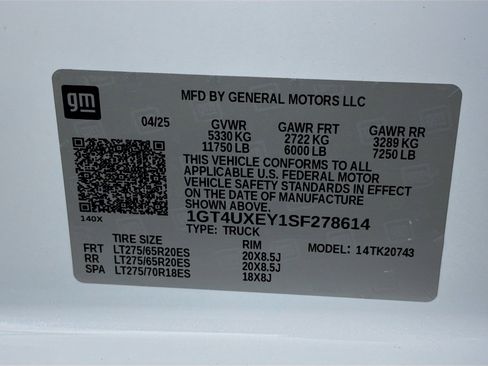 gm
MFD BY GENERAL MOTORS LLC
04/25 GVWR GAWR FRT GAWR RR
5330 KG 2722 KG 3289 KG
11750 LB 6000 LB 7250 LB
THIS VEHICLE CONFORMS TO ALL
APPLICABLE U.S. FEDERAL MOTOR
VEHICLE SAFETY STANDARDS IN EFFECT
ON THE DATE OF MANUFACTURE
SHOWN ABOVE.
140X
1GT4UXEY1SF278614
TYPE: TRUCK
TIRE SIZE RIM MODEL: 14TK20743
FRT LT275/65R20ES 20X8.5J
RR LT275/65R20ES 20X8.5J
SPA LT275/70R18ES 18X8J